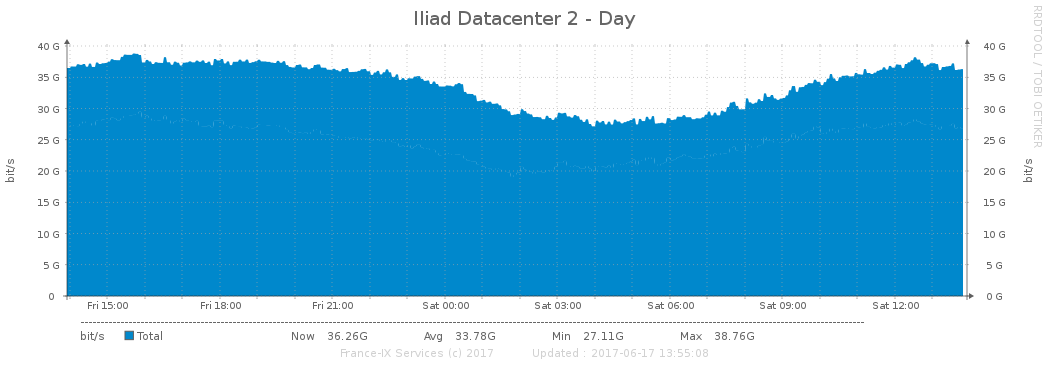 Iliad Datacenter 2 - Day
RRDTOOL / TOBI OETIKER
40 G 40 G
35 G 35 G
30 G 30 G
25 G 25 G
20 G 20 G
15 G 15 G
10 G 10 G
5 G 5 G
0 0 G
bit/s bit/s
Fri 15:00 Fri 18:00 Fri 21:00 Sat 00:00 Sat 03:00 Sat 06:00 Sat 09:00 Sat 12:00
bit/s Total Now 36.26G Avg 33.78G Min 27.11G Max 38.76G
France-IX Services (c) 2017 Updated : 2017-06-17 13:55:08